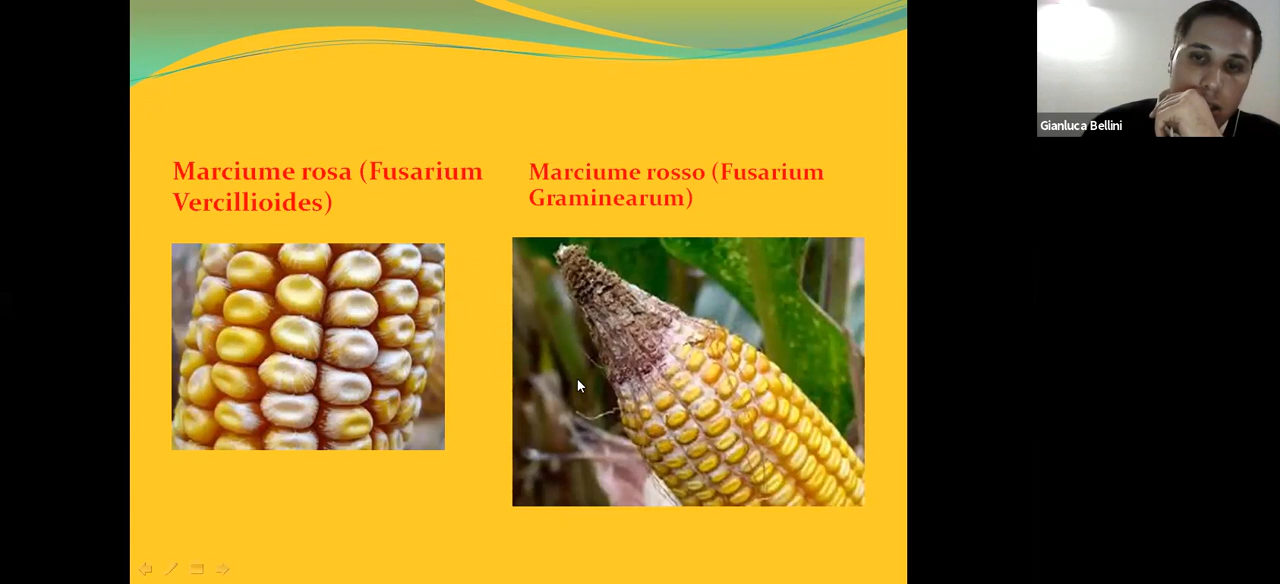 Marciume rosa (Fusarium
Vercillioides)
Marciume rosso (Fusarium
Graminearum)
Gianluca Bellini